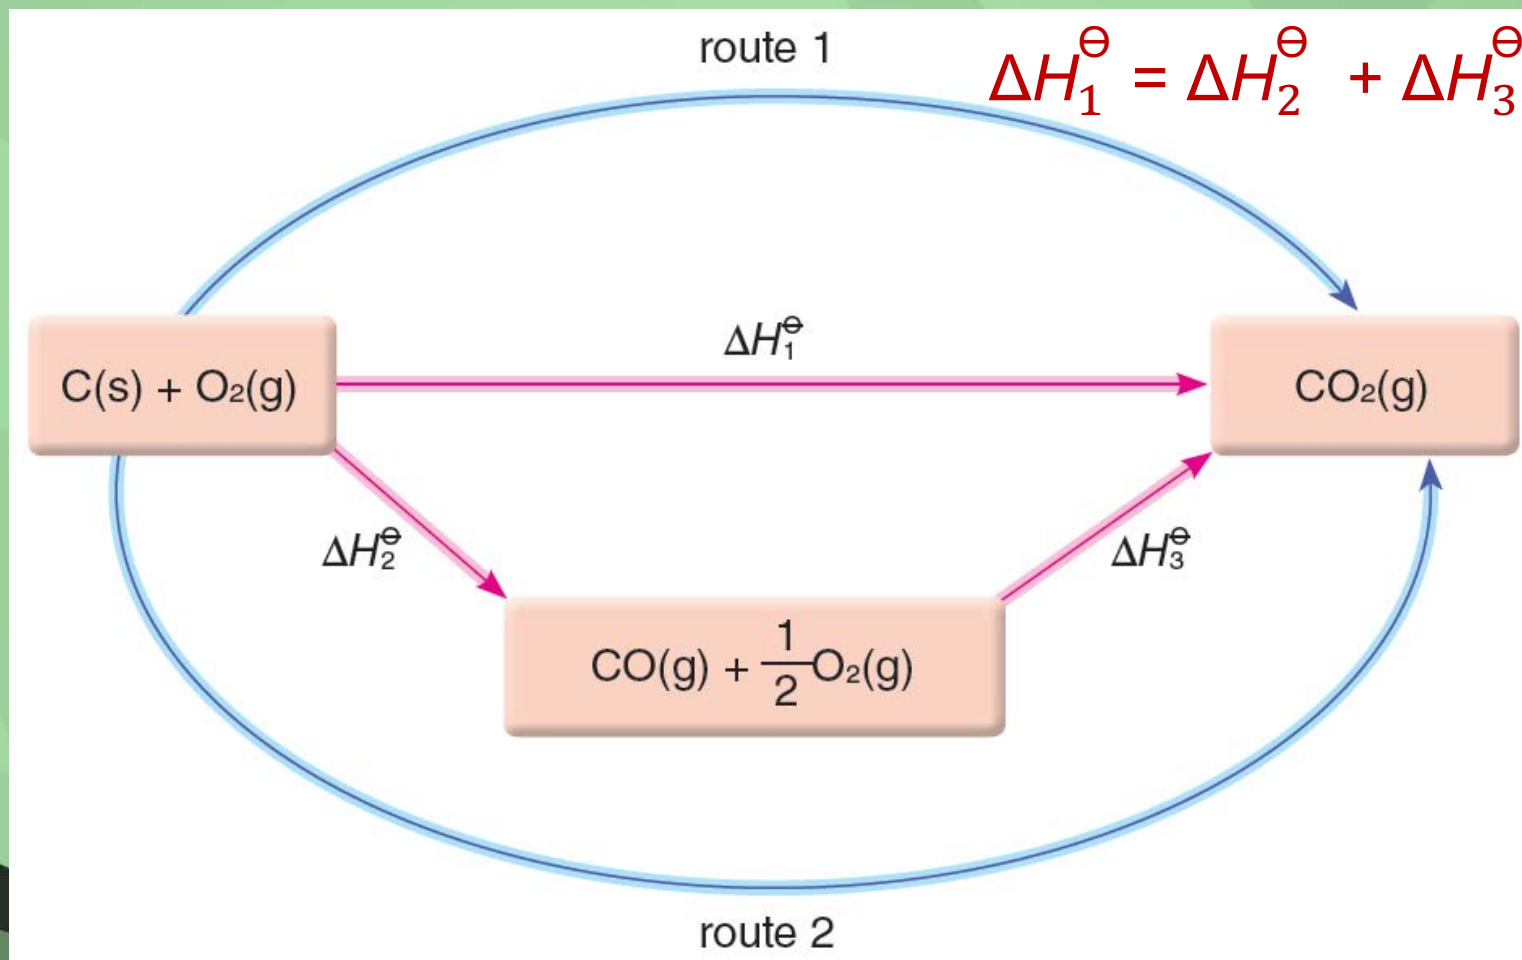 route 1
ΔH₁⊖ = ΔH₂⊖ + ΔH₃⊖
ΔH₁⊖
C(s) + O₂(g)
CO₂(g)
ΔH₂⊖
ΔH₃⊖
CO(g) + 1/2 O₂(g)
route 2